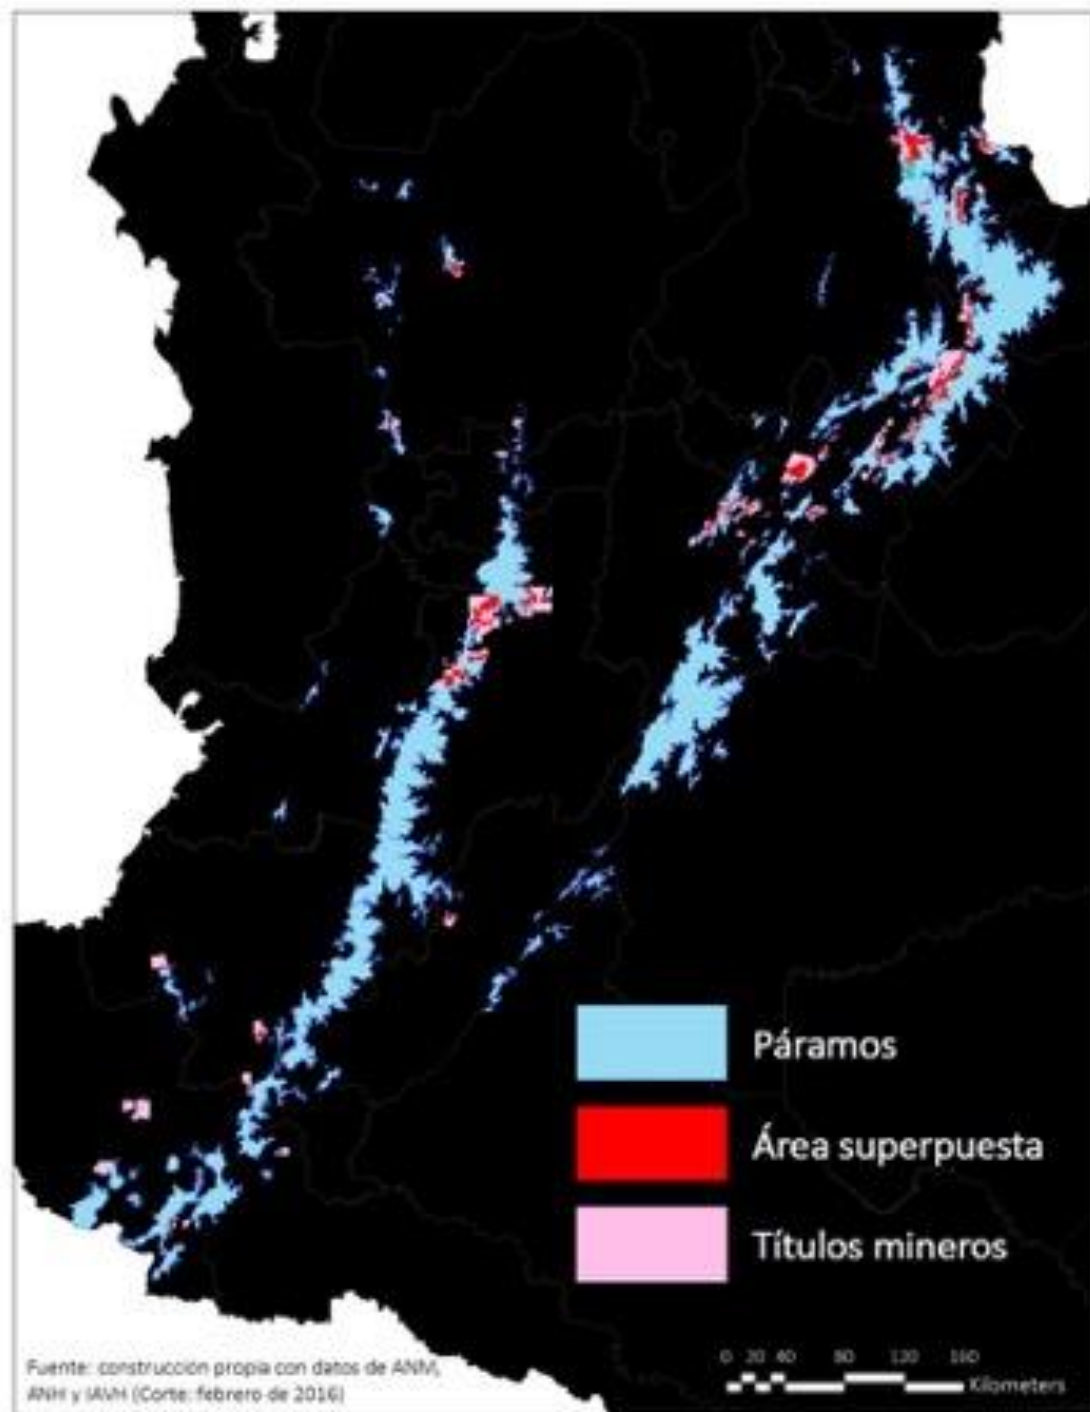 Páramos
Área superpuesta
Títulos mineros
0 20 40 80 120 160
Kilometers
Fuente: construcción propia con datos de ANM,
ANH y IAVH (Corte: febrero de 2016)